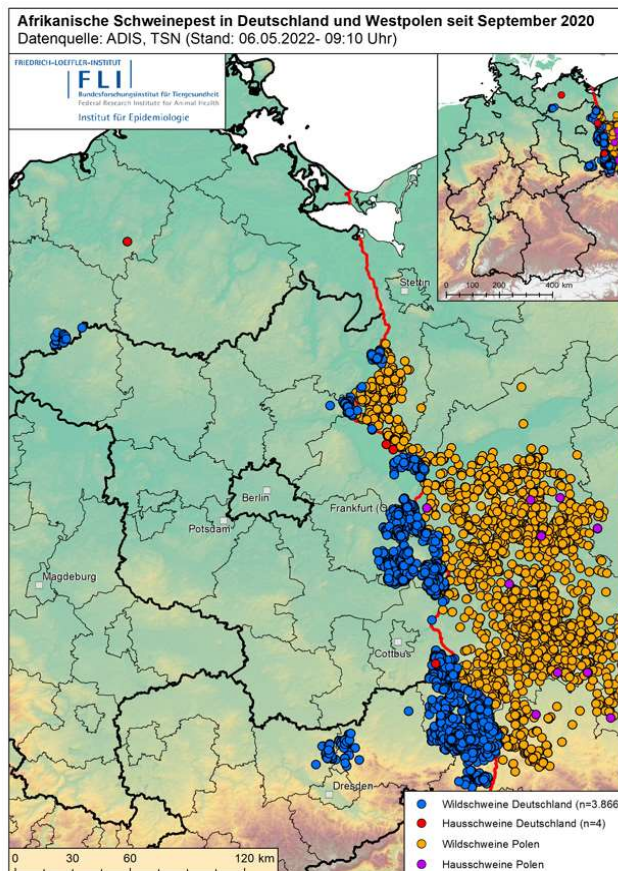 Afrikanische Schweinepest in Deutschland und Westpolen seit September 2020
Datenquelle: ADIS, TSN (Stand: 06.05.2022- 09:10 Uhr)
FRIEDRICH-LOEFFLER-INSTITUT
FLI
Bundesforschungsinstitut für Tiergesundheit
Federal Research Institute for Animal Health
Institut für Epidemiologie
0 100 200 400 km
Stettin
Berlin
Frankfurt (O
Potsdam
Magdeburg
Cottbus
Dresden
Wildschweine Deutschland (n=3.866
Hausschweine Deutschland (n=4)
Wildschweine Polen
Hausschweine Polen
0 30 60 120 km